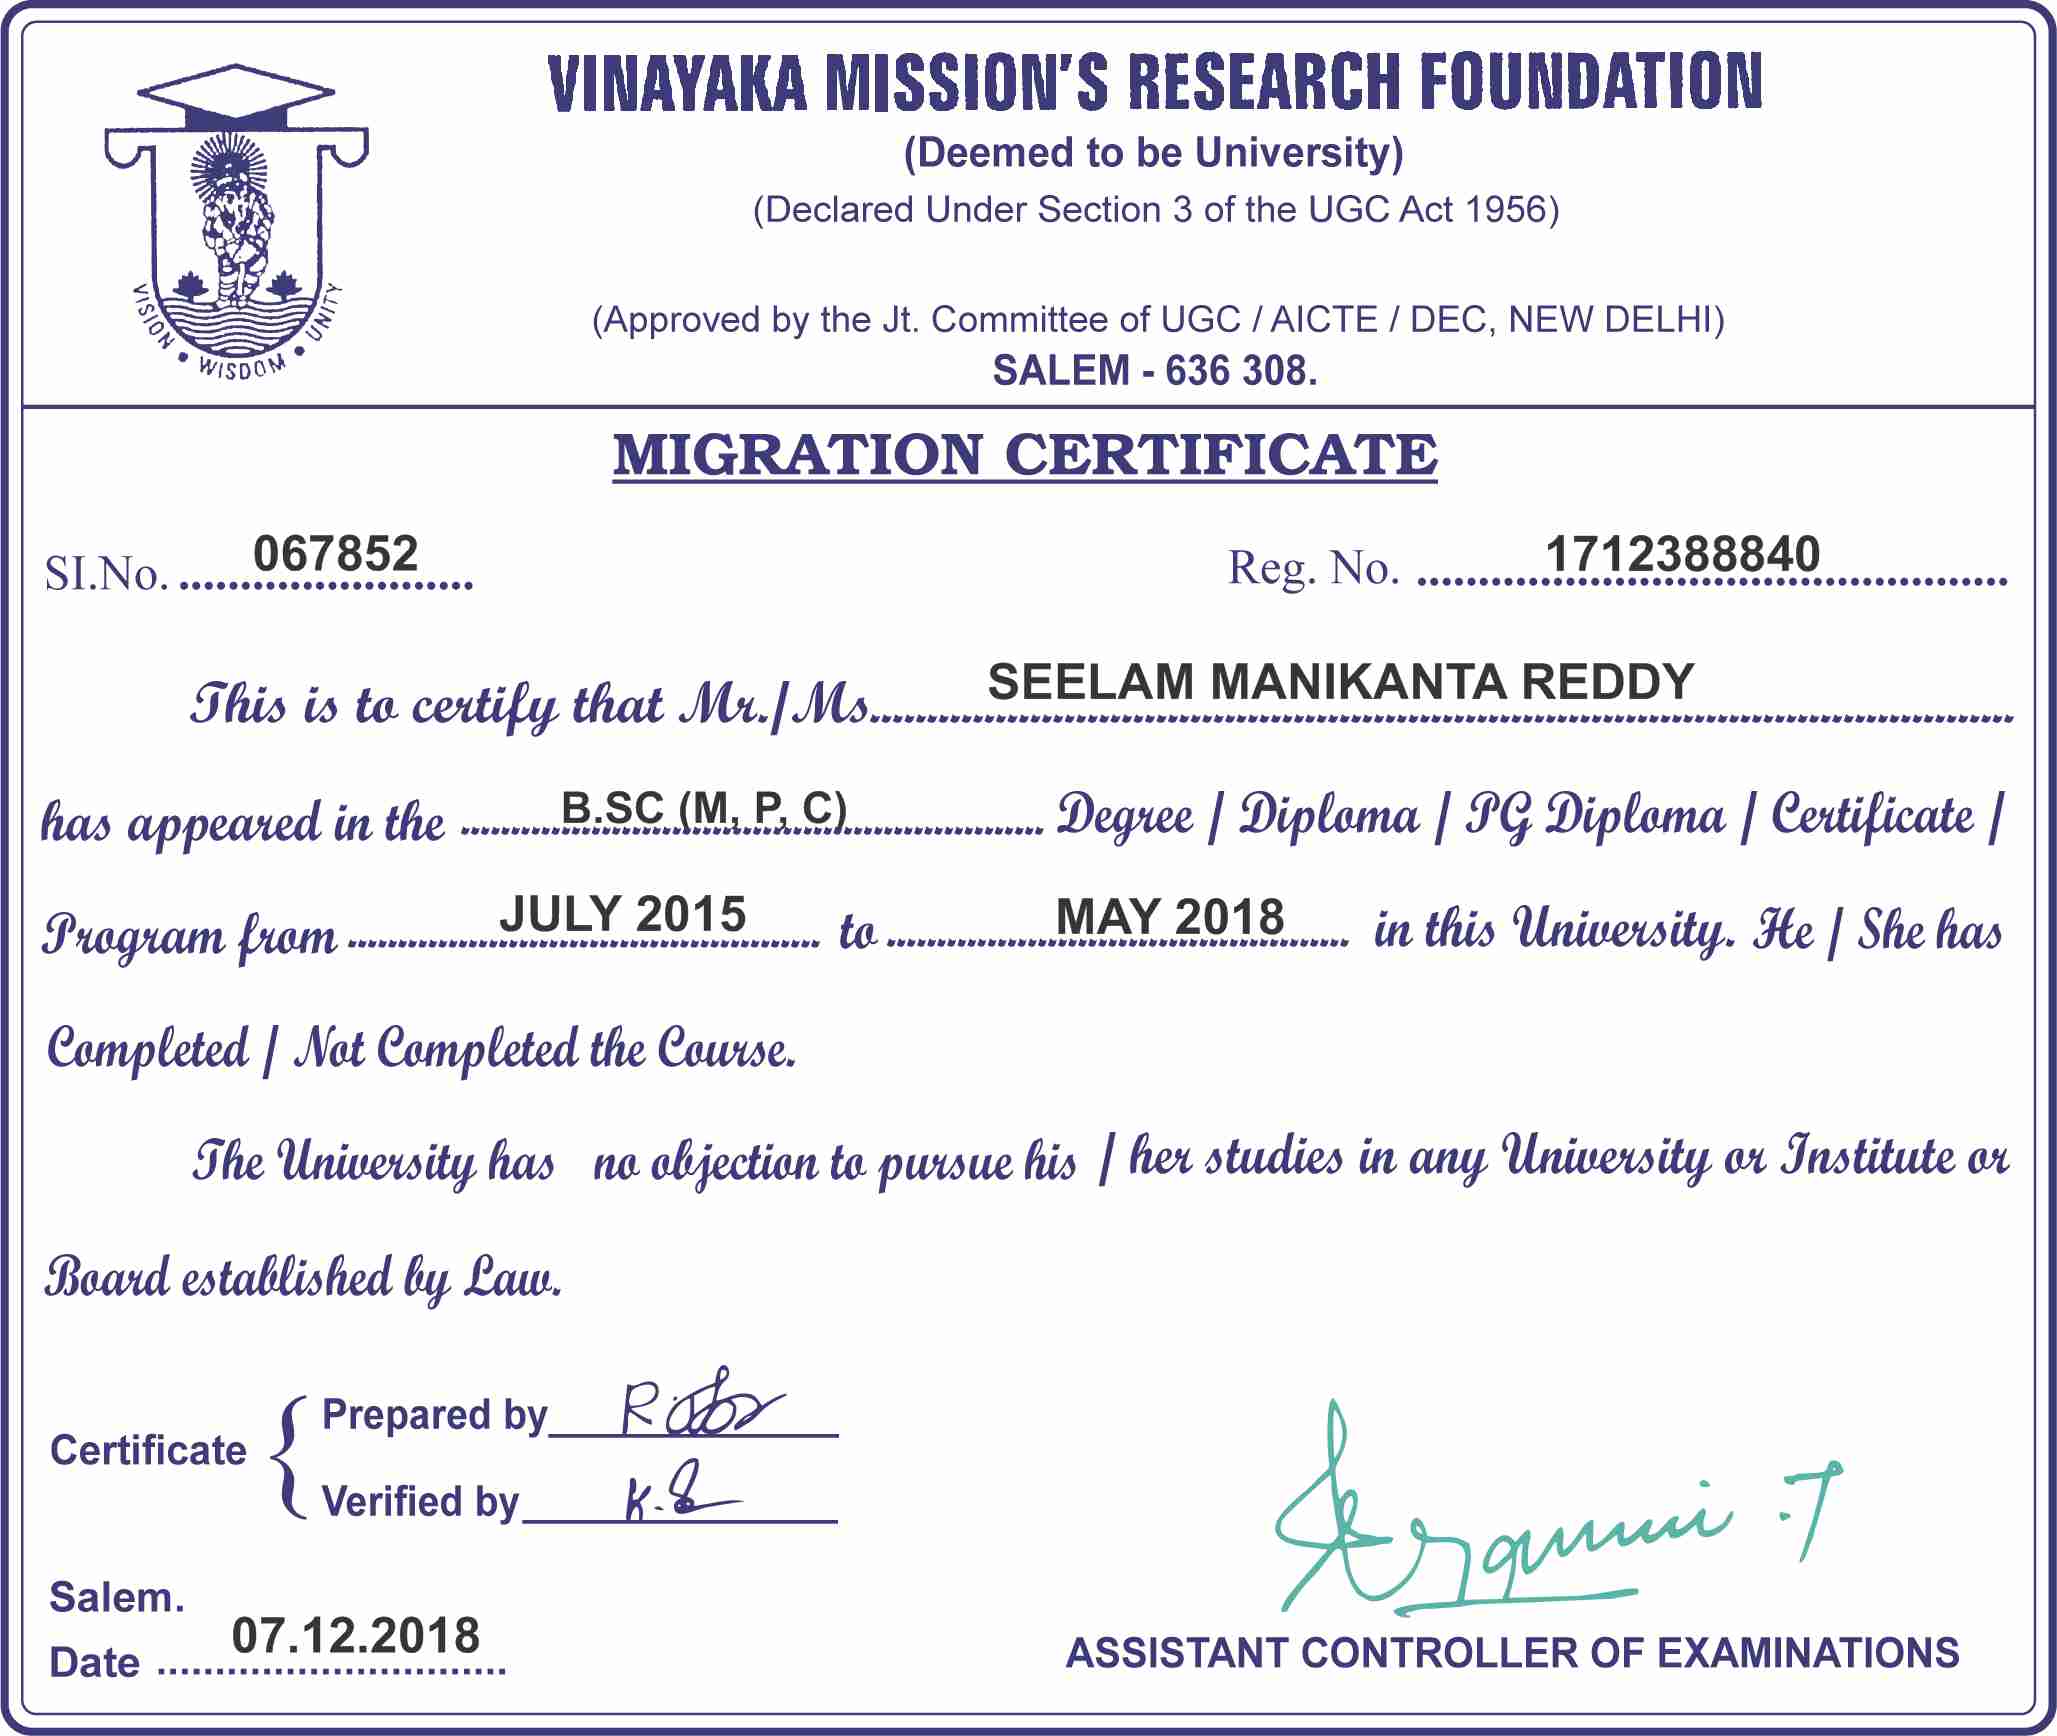 VINAYAKA MISSION'S RESEARCH FOUNDATION
(Deemed to be University)
(Declared Under Section 3 of the UGC Act 1956)
VISION • WISDOM • UNITY
(Approved by the Jt. Committee of UGC / AICTE / DEC, NEW DELHI)
SALEM - 636 308.
MIGRATION CERTIFICATE
SI.No. 067852 Reg. No. 1712388840
This is to certify that Mr./Ms. SEELAM MANIKANTA REDDY
has appeared in the B.SC (M, P, C) Degree / Diploma / PG Diploma / Certificate /
Program from JULY 2015 to MAY 2018 in this University. He / She has
Completed / Not Completed the Course.
The University has no objection to pursue his / her studies in any University or Institute or
Board established by Law.
Certificate { Prepared by
Verified by K.S
Salem.
Date 07.12.2018
ASSISTANT CONTROLLER OF EXAMINATIONS